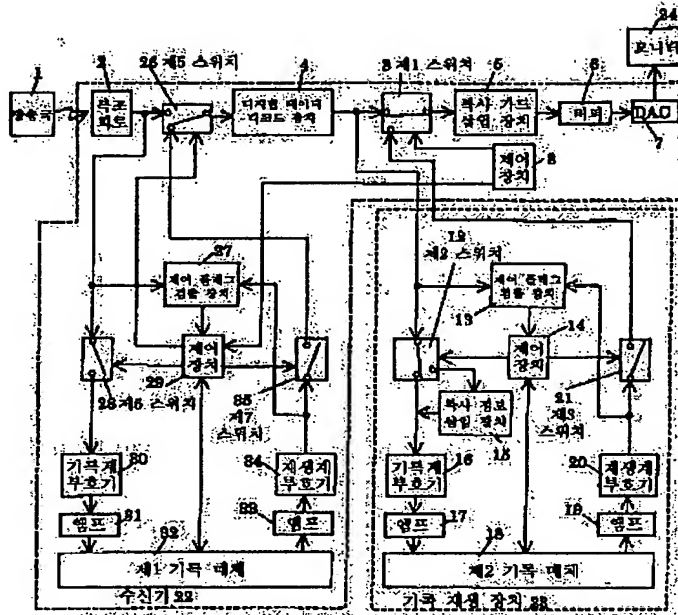 24
모니터
1
2
26 제5 스위치
4
3 제1 스위치
5
6
방송국
복조
회로
디지털 데이터
디코드 장치
복사 가드
삽입 장치
메모리
DAC
7
제어
장치
8
27
제어 플래그
검출 장치
12
제2 스위치
제어 플래그
검출 장치
13
14
제어
장치
29
28 제6 스위치
35
제7
스위치
제어
장치
21
제3
스위치
복사 정보
삽입 장치
15
기록계
부호기
30
34
재생계
부호기
기록계
부호기
16
20
재생계
부호기
앰프
31
33
앰프
앰프
17
19
앰프
32
제1 기록 매체
18
제2 기록 매체
수신기 22
기록 재생 장치 23